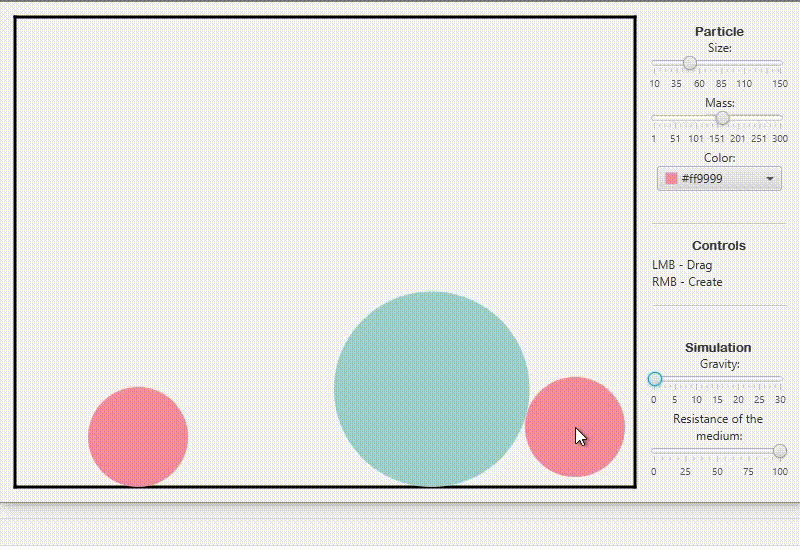 Particle
Size:
10 35 60 85 110 150
Mass:
1 51 101 151 201 251 300
Color:
#ff9999
Controls
LMB - Drag
RMB - Create
Simulation
Gravity:
0 5 10 15 20 25 30
Resistance of the
medium:
0 25 50 75 100